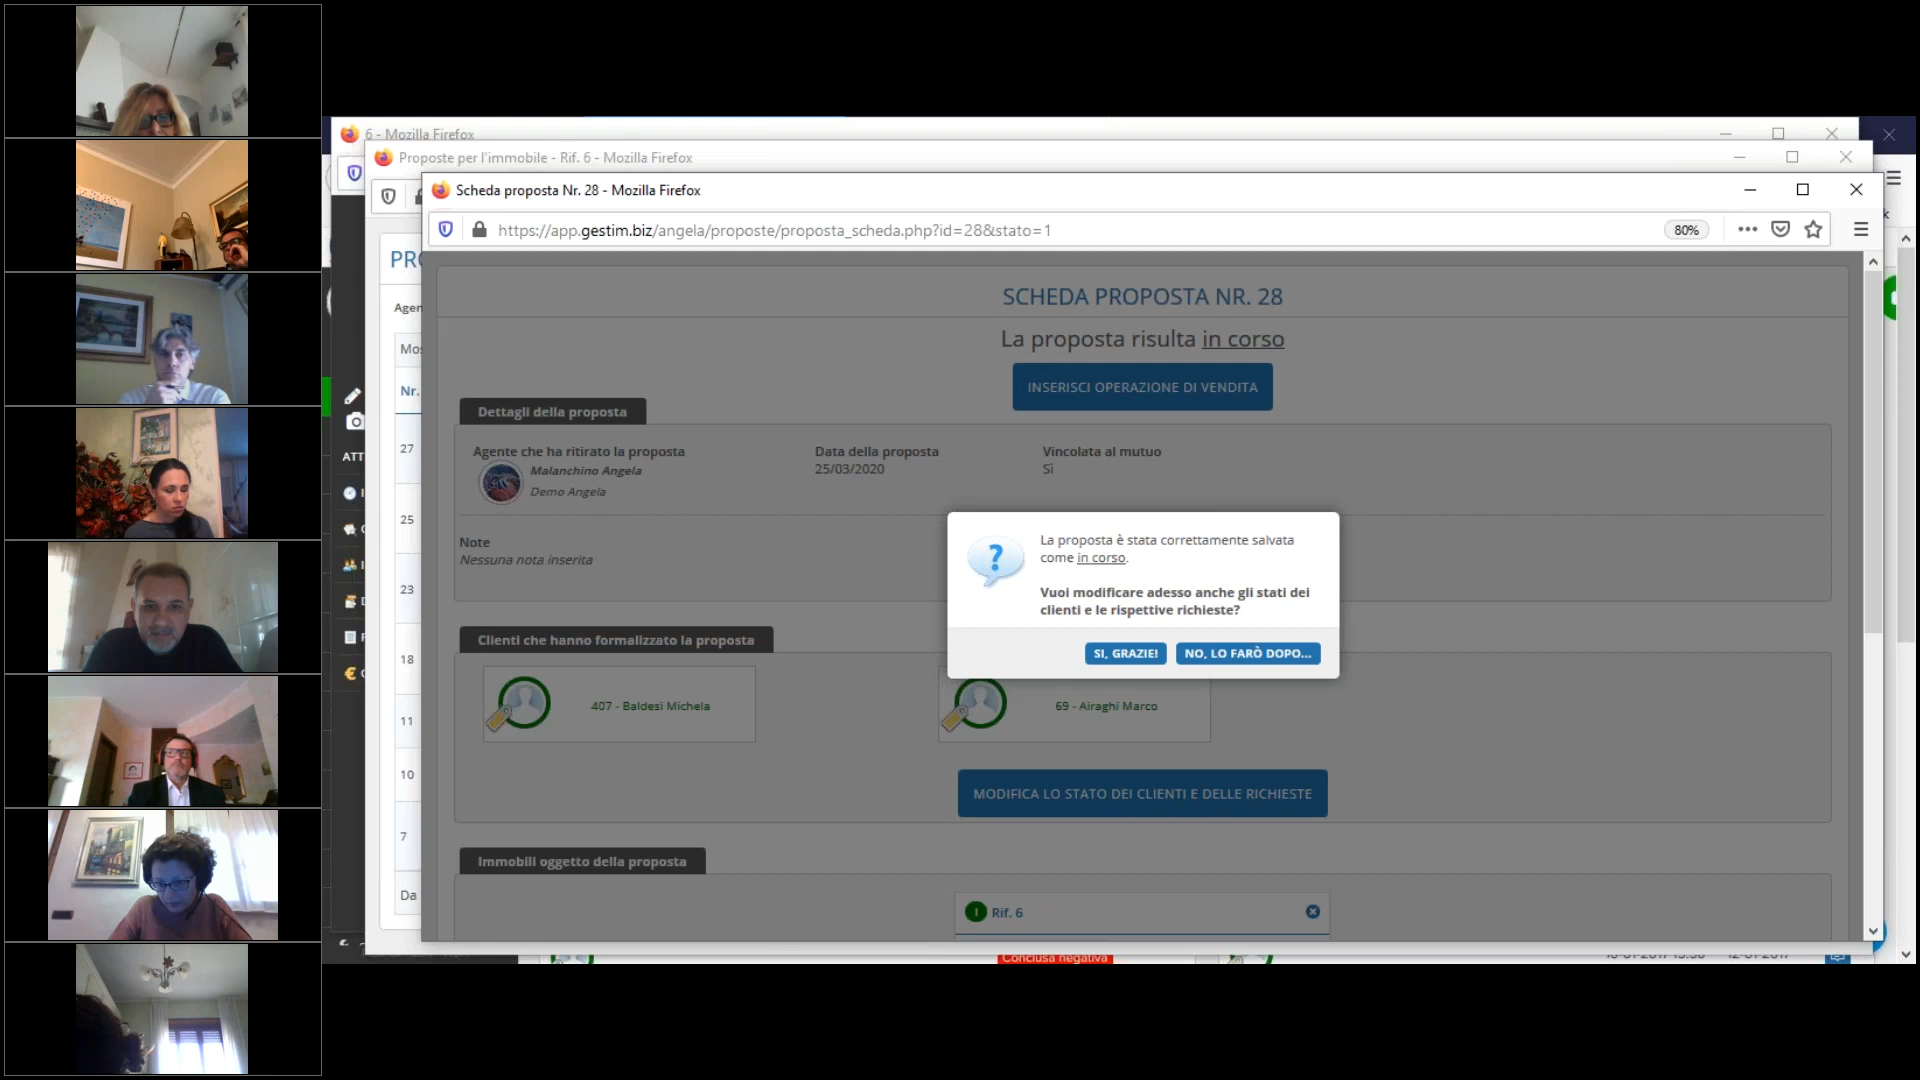 6 - Mozilla Firefox
Proposte per l'immobile - Rif. 6 - Mozilla Firefox
Scheda proposta Nr. 28 - Mozilla Firefox
https://app.gestim.biz/angela/proposte/proposta_scheda.php?id=28&stato=1
80%
PRO
SCHEDA PROPOSTA NR. 28
Agen
La proposta risulta in corso
Mos
INSERISCI OPERAZIONE DI VENDITA
Nr.
Dettagli della proposta
27
Agente che ha ritirato la proposta
Data della proposta
Vincolata al mutuo
Malanchino Angela
25/03/2020
Sì
ATT
Demo Angela
25
Note
La proposta è stata correttamente salvata
come in corso.
Nessuna nota inserita
23
Vuoi modificare adesso anche gli stati dei
clienti e le rispettive richieste?
Clienti che hanno formalizzato la proposta
SI, GRAZIE!
NO, LO FARÒ DOPO...
18
407 - Baldesi Michela
69 - Airaghi Marco
11
10
MODIFICA LO STATO DEI CLIENTI E DELLE RICHIESTE
7
Immobili oggetto della proposta
Da
I Rif. 6
Conclusa negativa